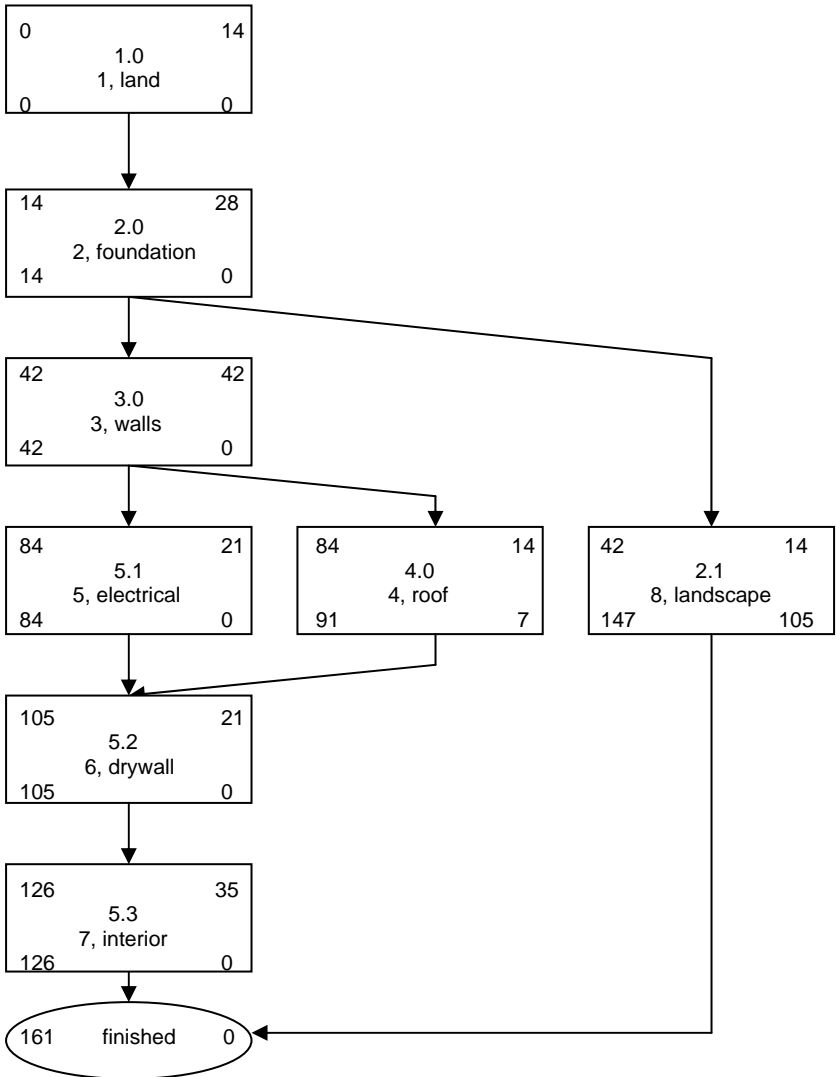 0 14
1.0
1, land
0 0
14 28
2.0
2, foundation
14 0
42 42
3.0
3, walls
42 0
84 21
5.1
5, electrical
84 0
84 14
4.0
4, roof
91 7
42 14
2.1
8, landscape
147 105
105 21
5.2
6, drywall
105 0
126 35
5.3
7, interior
126 0
161 finished 0